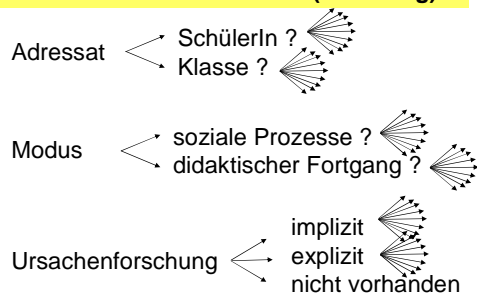 Adressat
SchülerIn ?
Klasse ?
Modus
soziale Prozesse ?
didaktischer Fortgang ?
Ursachenforschung
implizit
explizit
nicht vorhanden